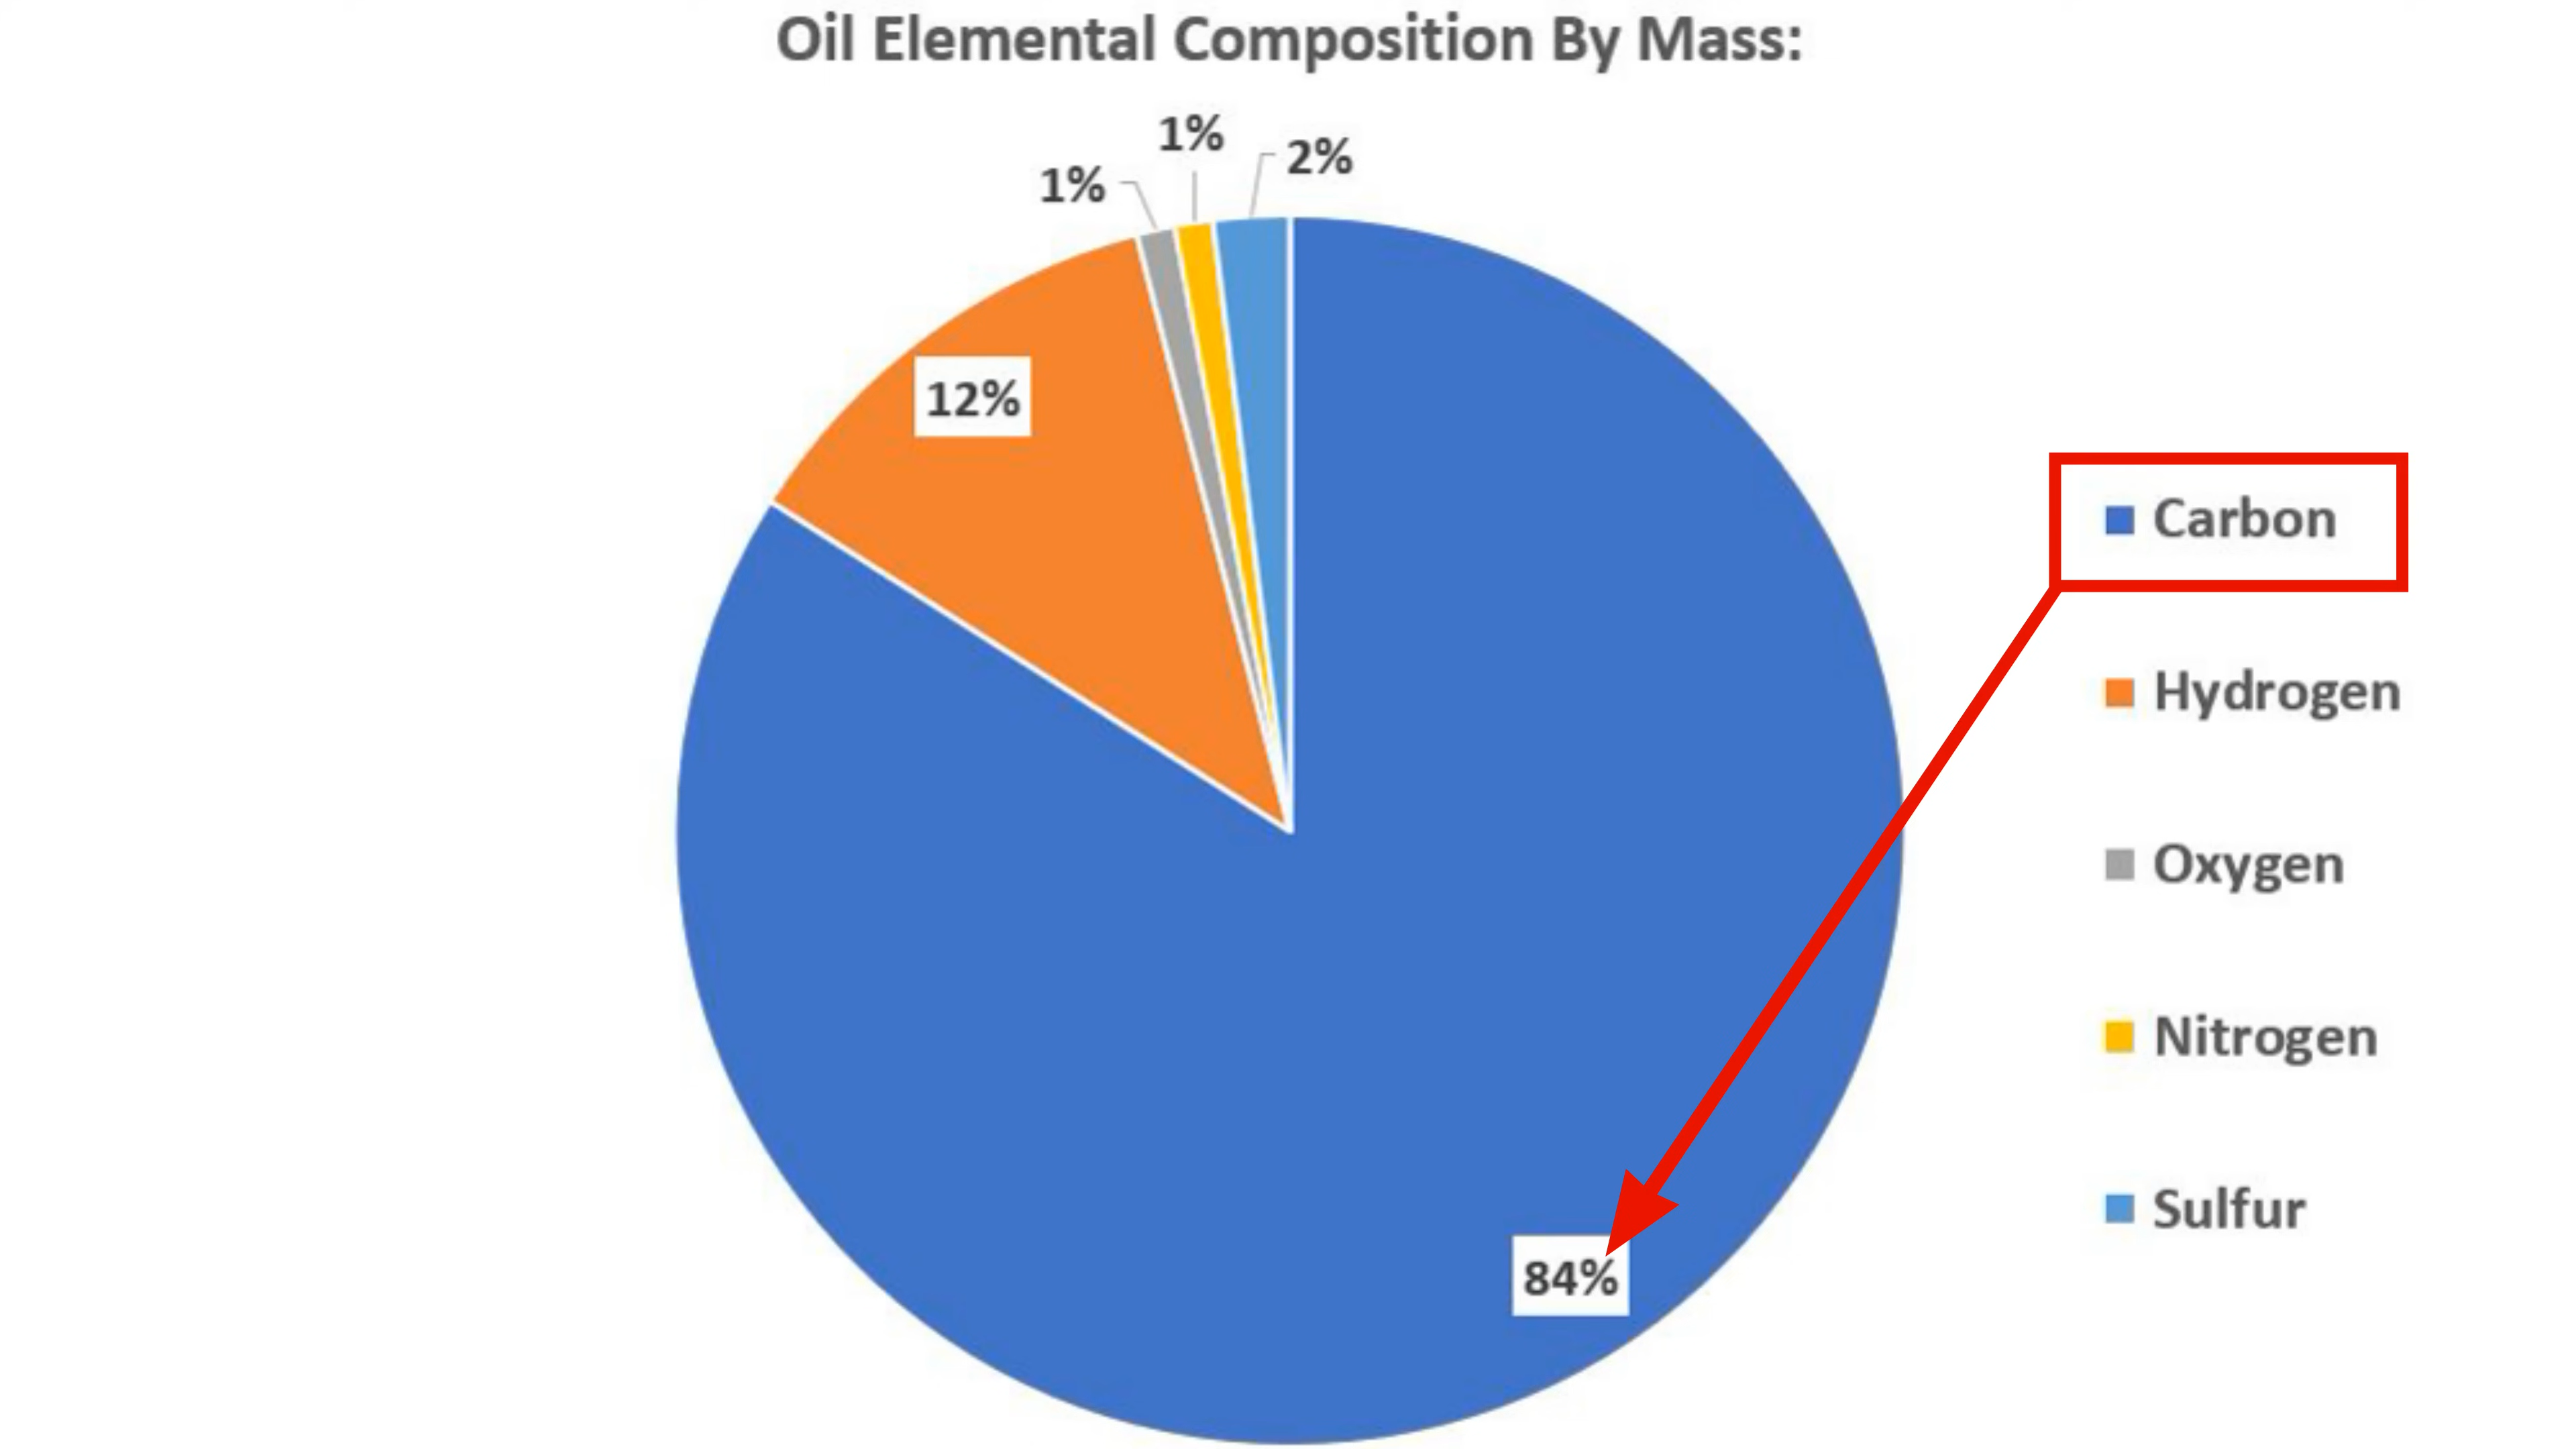 Oil Elemental Composition By Mass:
1%
1%
2%
12%
84%
Carbon
Hydrogen
Oxygen
Nitrogen
Sulfur